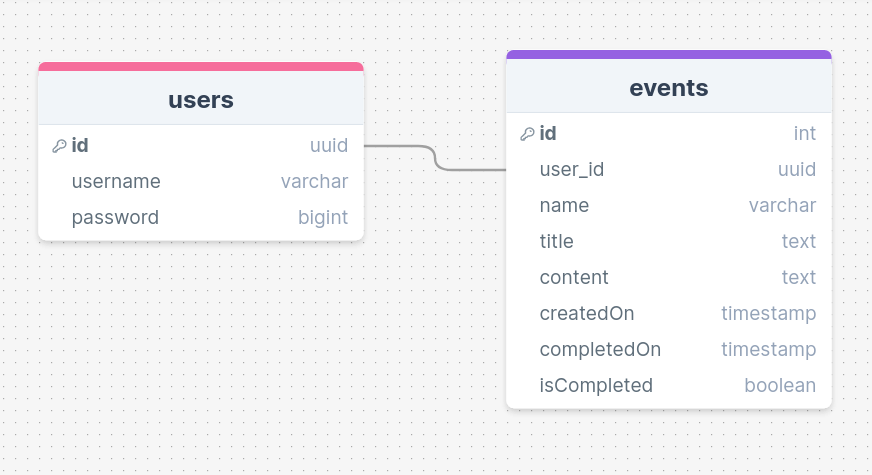 users
id uuid
username varchar
password bigint
events
id int
user_id uuid
name varchar
title text
content text
createdOn timestamp
completedOn timestamp
isCompleted boolean